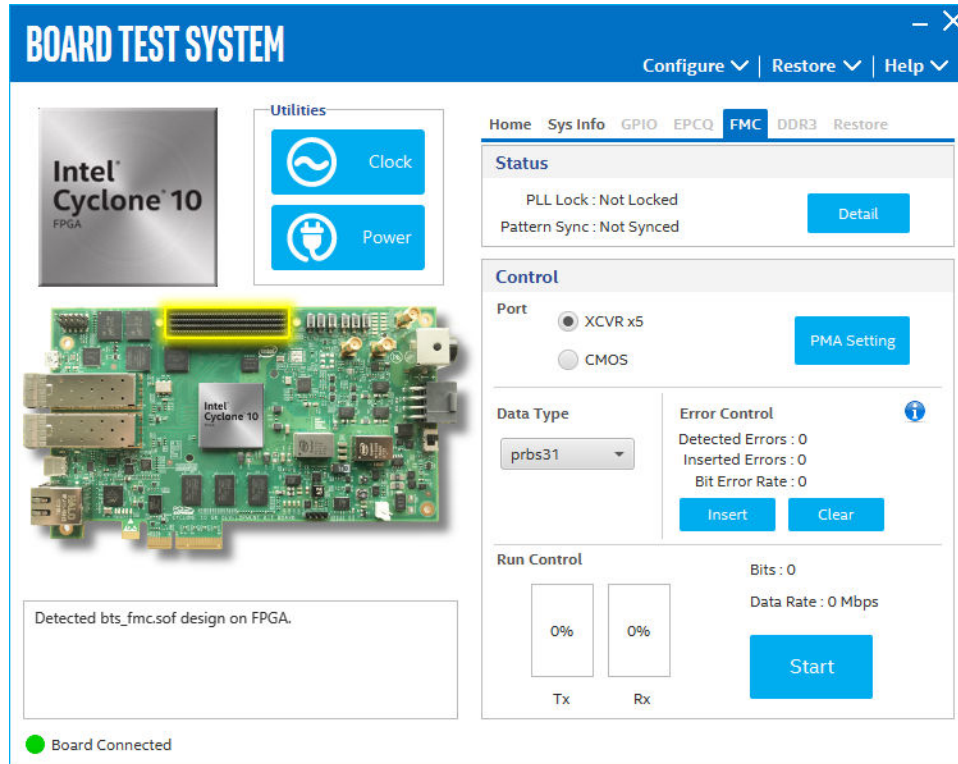 BOARD TEST SYSTEM
Configure | Restore | Help
Utilities
Intel® Cyclone® 10
FPGA
Clock
Power
Home Sys Info GPIO EPCQ FMC DDR3 Restore
Status
PLL Lock : Not Locked
Pattern Sync : Not Synced
Detail
Control
Port
XCVR x5
CMOS
PMA Setting
Data Type
prbs31
Error Control
Detected Errors : 0
Inserted Errors : 0
Bit Error Rate : 0
Insert Clear
Run Control
0% 0%
Tx Rx
Bits : 0
Data Rate : 0 Mbps
Start
Intel
Cyclone 10
Detected bts_fmc.sof design on FPGA.
Board Connected